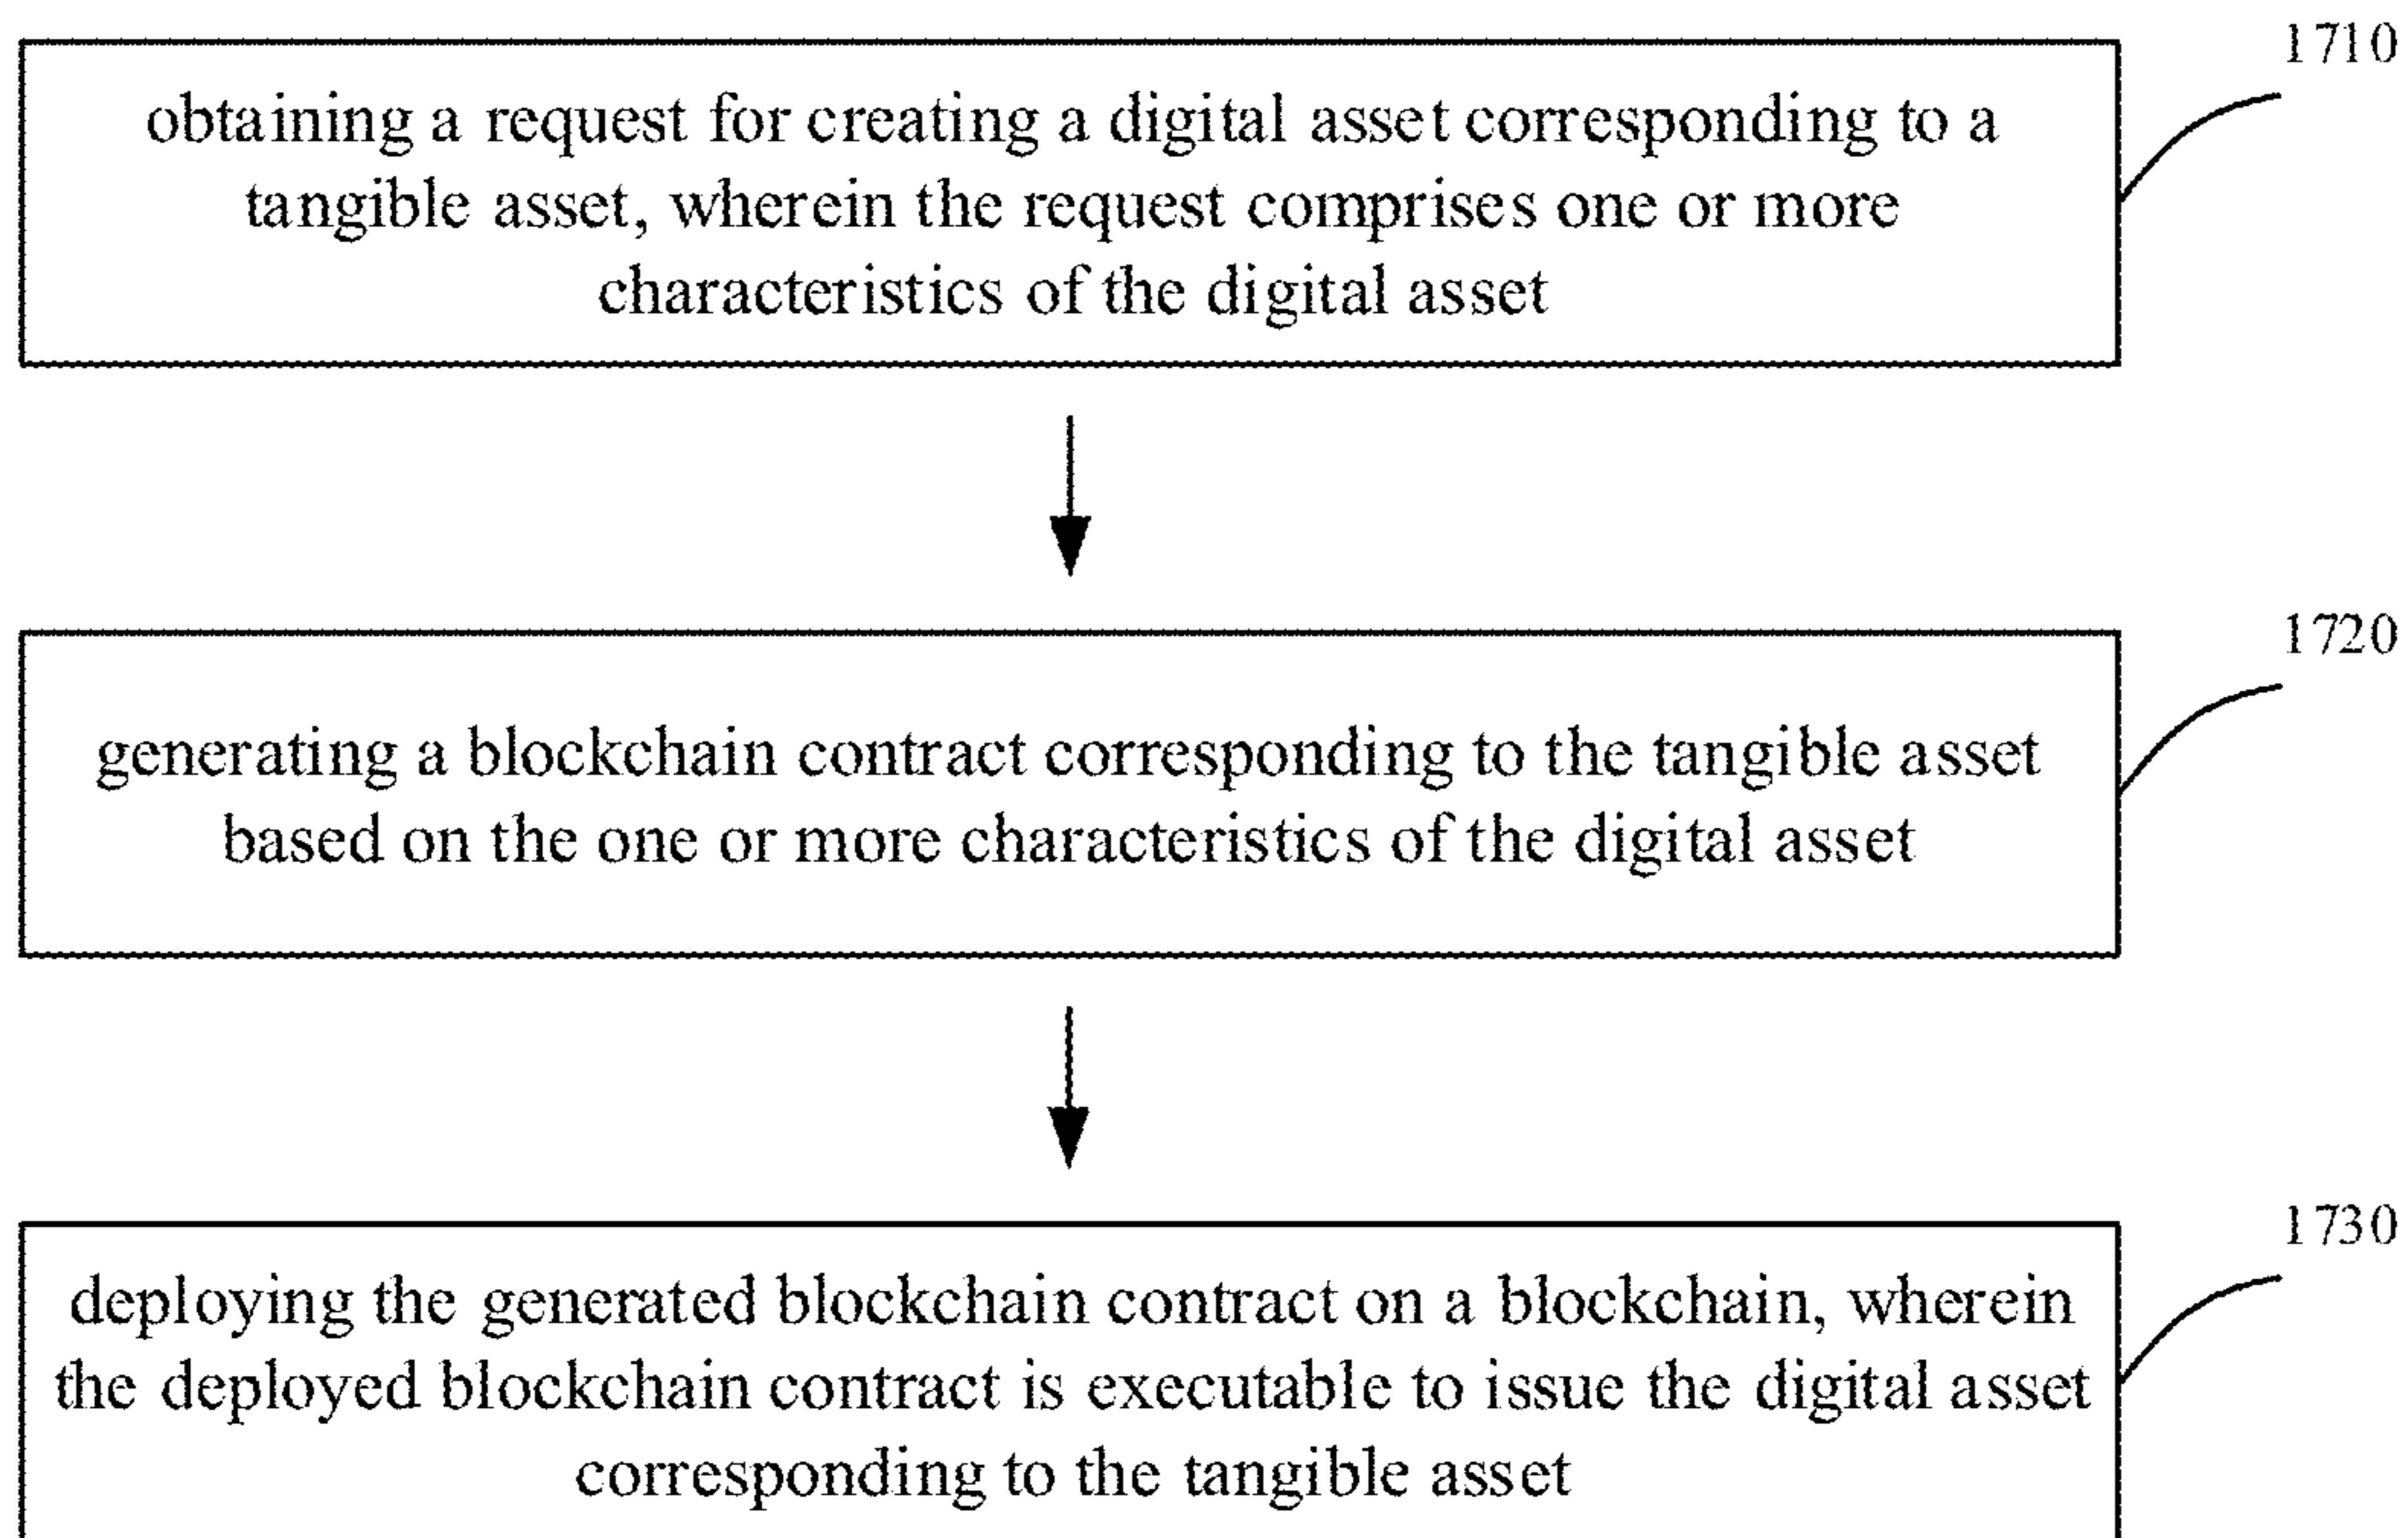 1710
obtaining a request for creating a digital asset corresponding to a
tangible asset, wherein the request comprises one or more
characteristics of the digital asset
1720
generating a blockchain contract corresponding to the tangible asset
based on the one or more characteristics of the digital asset
1730
deploying the generated blockchain contract on a blockchain, wherein
the deployed blockchain contract is executable to issue the digital asset
corresponding to the tangible asset